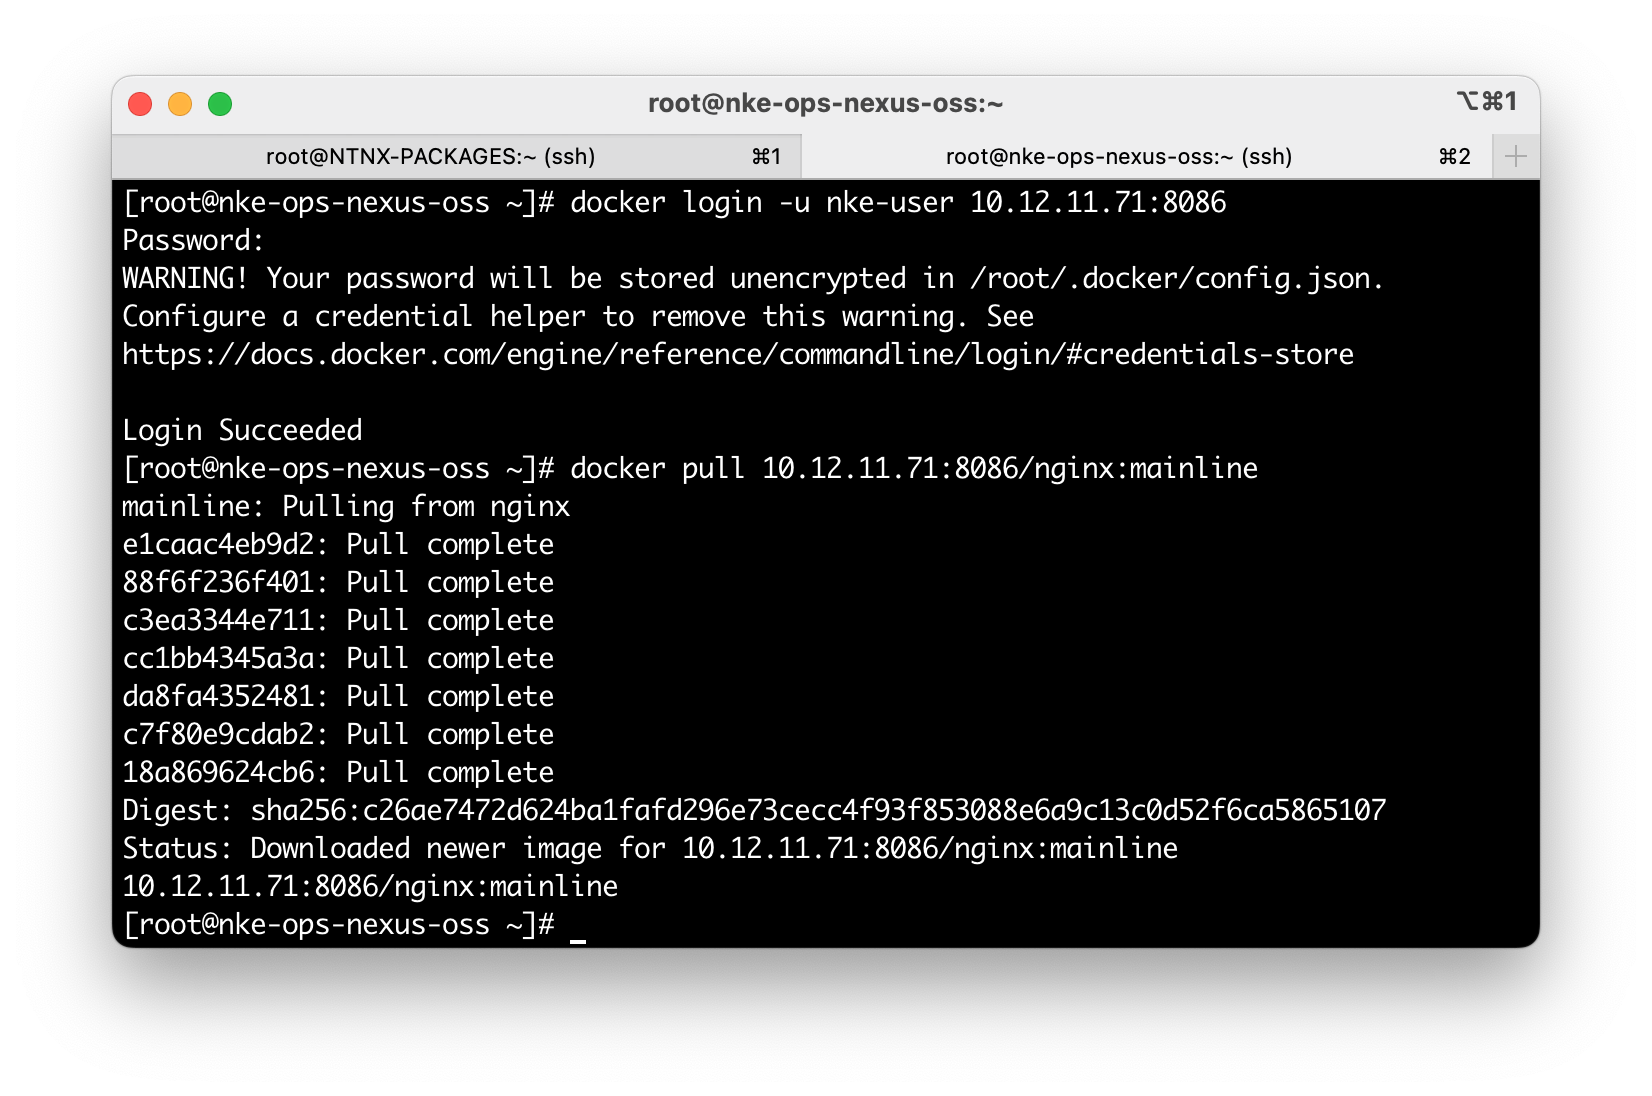 root@nke-ops-nexus-oss:~
⌥⌘1
root@NTNX-PACKAGES:~ (ssh) ⌘1
root@nke-ops-nexus-oss:~ (ssh) ⌘2
[root@nke-ops-nexus-oss ~]# docker login -u nke-user 10.12.11.71:8086
Password:
WARNING! Your password will be stored unencrypted in /root/.docker/config.json.
Configure a credential helper to remove this warning. See
https://docs.docker.com/engine/reference/commandline/login/#credentials-store

Login Succeeded
[root@nke-ops-nexus-oss ~]# docker pull 10.12.11.71:8086/nginx:mainline
mainline: Pulling from nginx
e1caac4eb9d2: Pull complete
88f6f236f401: Pull complete
c3ea3344e711: Pull complete
cc1bb4345a3a: Pull complete
da8fa4352481: Pull complete
c7f80e9cdab2: Pull complete
18a869624cb6: Pull complete
Digest: sha256:c26ae7472d624ba1fafd296e73cecc4f93f853088e6a9c13c0d52f6ca5865107
Status: Downloaded newer image for 10.12.11.71:8086/nginx:mainline
10.12.11.71:8086/nginx:mainline
[root@nke-ops-nexus-oss ~]#